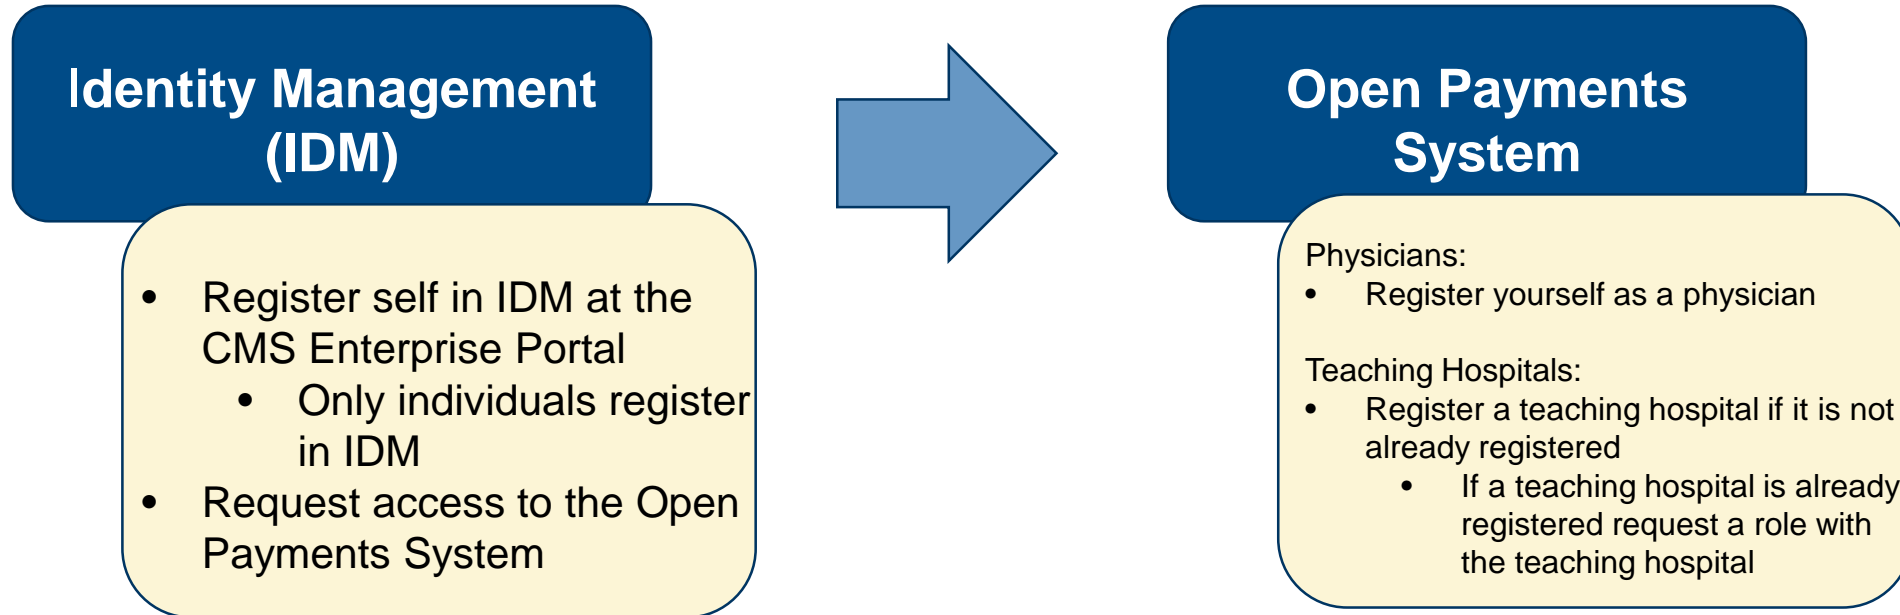 Identity Management
(IDM)
• Register self in IDM at the
CMS Enterprise Portal
• Only individuals register
in IDM
• Request access to the Open
Payments System
Open Payments
System
Physicians:
• Register yourself as a physician
Teaching Hospitals:
• Register a teaching hospital if it is not
already registered
• If a teaching hospital is already
registered request a role with
the teaching hospital